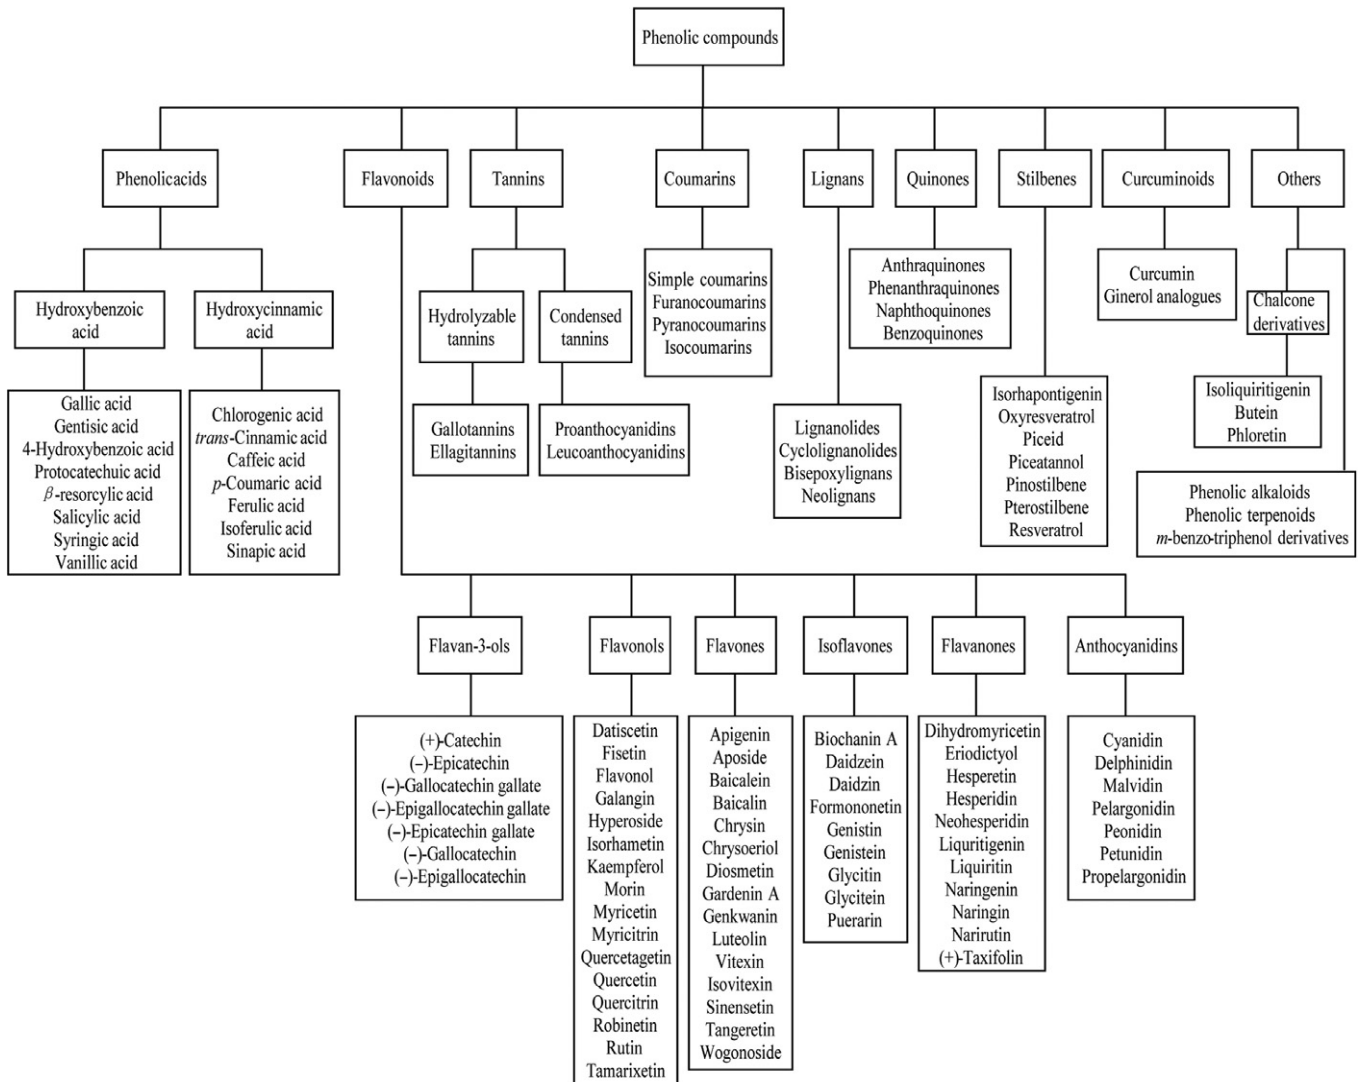 Phenolic compounds
Phenolicacids
Flavonoids
Tannins
Coumarins
Lignans
Quinones
Stilbenes
Curcuminoids
Others
Hydroxybenzoic
acid
Hydroxycinnamic
acid
Hydrolyzable
tannins
Condensed
tannins
Simple coumarins
Furanocoumarins
Pyranocoumarins
Isocoumarins
Anthraquinones
Phenanthraquinones
Naphthoquinones
Benzoquinones
Curcumin
Ginerol analogues
Chalcone
derivatives
Gallic acid
Gentisic acid
4-Hydroxybenzoic acid
Protocatechuic acid
β-resorcylic acid
Salicylic acid
Syringic acid
Vanillic acid
Chlorogenic acid
trans-Cinnamic acid
Caffeic acid
p-Coumaric acid
Ferulic acid
Isoferulic acid
Sinapic acid
Gallotannins
Ellagitannins
Proanthocyanidins
Leucoanthocyanidins
Lignanolides
Cyclolignanolides
Bisepoxylignans
Neolignans
Isorhapontigenin
Oxyresveratrol
Piceid
Piceatannol
Pinostilbene
Pterostilbene
Resveratrol
Isoliquiritigenin
Butein
Phloretin
Phenolic alkaloids
Phenolic terpenoids
m-benzo-triphenol derivatives
Flavan-3-ols
Flavonols
Flavones
Isoflavones
Flavanones
Anthocyanidins
(+)-Catechin
(−)-Epicatechin
(−)-Gallocatechin gallate
(−)-Epigallocatechin gallate
(−)-Epicatechin gallate
(−)-Gallocatechin
(−)-Epigallocatechin
Datiscetin
Fisetin
Flavonol
Galangin
Hyperoside
Isorhametin
Kaempferol
Morin
Myricetin
Myricitrin
Quercetagetin
Quercetin
Quercitrin
Robinetin
Rutin
Tamarixetin
Apigenin
Aposide
Baicalein
Baicalin
Chrysin
Chrysoeriol
Diosmetin
Gardenin A
Genkwanin
Luteolin
Vitexin
Isovitexin
Sinensetin
Tangeretin
Wogonoside
Biochanin A
Daidzein
Daidzin
Formononetin
Genistin
Genistein
Glycitin
Glycitein
Puerarin
Dihydromyricetin
Eriodictyol
Hesperetin
Hesperidin
Neohesperidin
Liquritigenin
Liquiritin
Naringenin
Naringin
Narirutin
(+)-Taxifolin
Cyanidin
Delphinidin
Malvidin
Pelargonidin
Peonidin
Petunidin
Propelargonidin